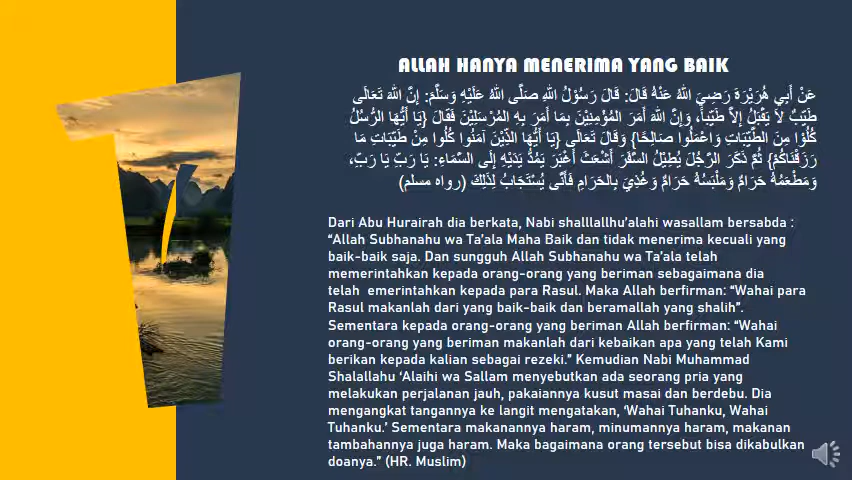 ALLAH HANYA MENERIMA YANG BAIK
عَنْ أَبِي هُرَيْرَةَ رَضِيَ اللهُ عَنْهُ قَالَ: قَالَ رَسُوْلُ اللهِ صَلَّى اللهُ عَلَيْهِ وَسَلَّمَ: إِنَّ اللهَ تَعَالَى
طَيِّبٌ لاَ يَقْبَلُ إِلاَّ طَيِّباً، وَإِنَّ اللهَ أَمَرَ المُؤْمِنِيْنَ بِمَا أَمَرَ بِهِ المُرْسَلِيْنَ فَقَالَ {يَا أَيُّهَا الرُّسُلُ
كُلُوْا مِنَ الطَّيِّبَاتِ وَاعْمَلُوا صَالِحَاً} وَقَالَ تَعَالَى {يَا أَيُّهَا الَّذِيْنَ آمَنُوا كُلُوا مِنْ طَيِّبَاتِ مَا
رَزَقْنَاكُمْ} ثُمَّ ذَكَرَ الرَّجُلَ يُطِيْلُ السَّفَرَ أَشْعَثَ أَغْبَرَ يَمُدُّ يَدَيْهِ إِلَى السَّمَاءِ: يَا رَبِّ يَا رَبِّ،
وَمَطْعَمُهُ حَرَامٌ وَمَلْبَسُهُ حَرَامٌ وَغُذِيَ بِالحَرَامِ فَأَنَّى يُسْتَجَابُ لِذَلِكَ (رواه مسلم)
Dari Abu Hurairah dia berkata, Nabi shalllallhu'alahi wasallam bersabda :
“Allah Subhanahu wa Ta'ala Maha Baik dan tidak menerima kecuali yang
baik-baik saja. Dan sungguh Allah Subhanahu wa Ta'ala telah
memerintahkan kepada orang-orang yang beriman sebagaimana dia
telah emerintahkan kepada para Rasul. Maka Allah berfirman: “Wahai para
Rasul makanlah dari yang baik-baik dan beramallah yang shalih”.
Sementara kepada orang-orang yang beriman Allah berfirman: “Wahai
orang-orang yang beriman makanlah dari kebaikan apa yang telah Kami
berikan kepada kalian sebagai rezeki.” Kemudian Nabi Muhammad
Shalallahu ‘Alaihi wa Sallam menyebutkan ada seorang pria yang
melakukan perjalanan jauh, pakaiannya kusut masai dan berdebu. Dia
mengangkat tangannya ke langit mengatakan, ‘Wahai Tuhanku, Wahai
Tuhanku.’ Sementara makanannya haram, minumannya haram, makanan
tambahannya juga haram. Maka bagaimana orang tersebut bisa dikabulkan
doanya.” (HR. Muslim)